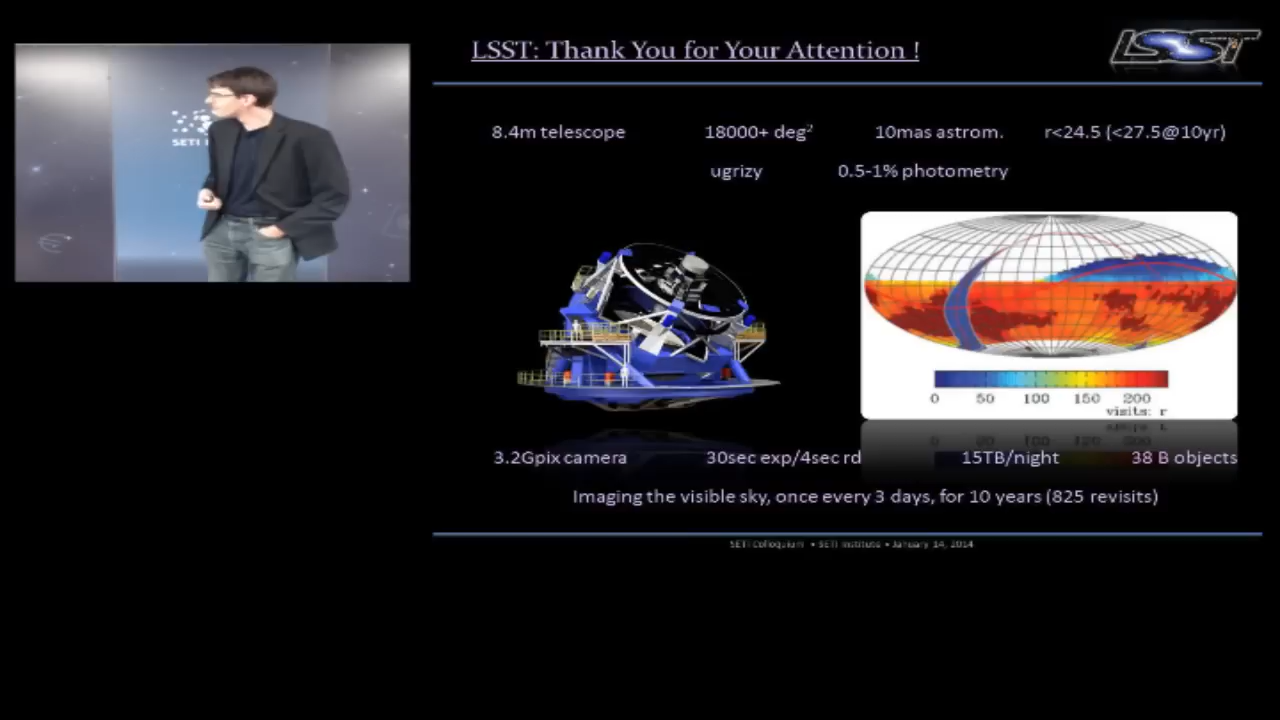 LSST: Thank You for Your Attention !
LSST
8.4m telescope 18000+ deg² 10mas astrom. r<24.5 (<27.5@10yr)
ugrizy 0.5-1% photometry
SETI
0 50 100 150 200
visits: r
3.2Gpix camera 30sec exp/4sec rd 15TB/night 38 B objects
Imaging the visible sky, once every 3 days, for 10 years (825 revisits)
SETI Colloquium • SETI Institute • January 14, 2014